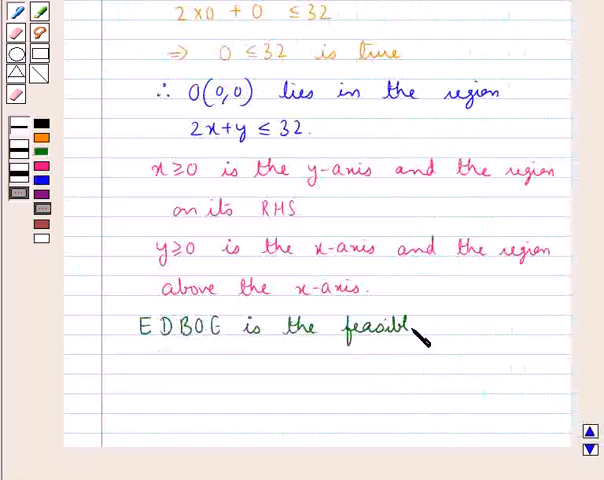 2×0 + 0 ≤ 32
⇒ 0 ≤ 32 is true
∴ O(0,0) lies in the region
2x+y ≤ 32.
x ≥ 0 is the y-axis and the region
on its RHS
y ≥ 0 is the x-axis and the region
above the x-axis.
EDBOE is the feasibl